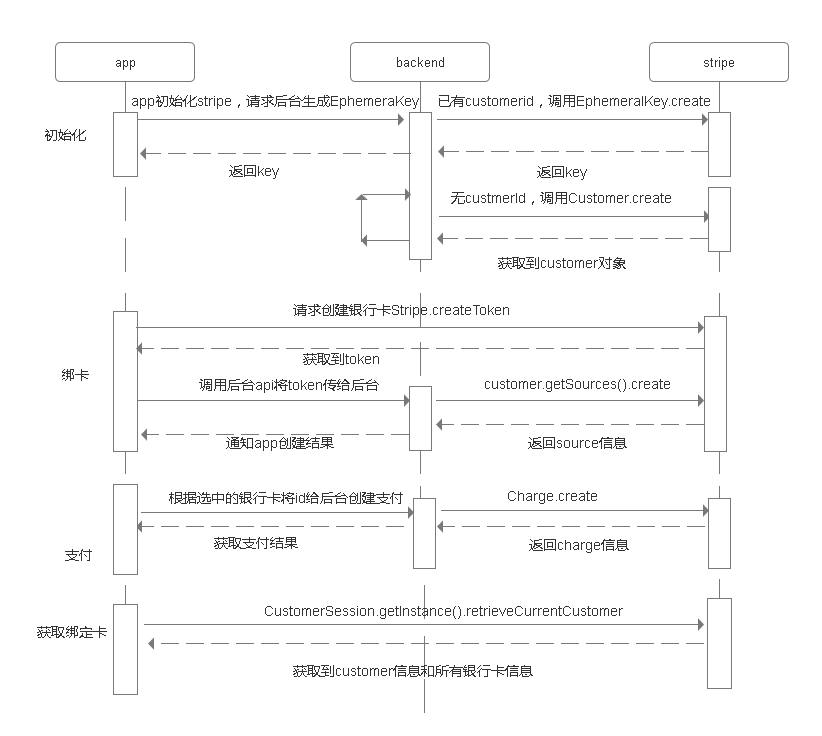 app
backend
stripe
app初始化stripe，请求后台生成EphemeraKey
已有customerid，调用EphemeralKey.create
初始化
返回key
返回key
无custmerId，调用Customer.create
获取到customer对象
请求创建银行卡Stripe.createToken
获取到token
绑卡
调用后台api将token传给后台
customer.getSources().create
通知app创建结果
返回source信息
根据选中的银行卡将id给后台创建支付
Charge.create
获取支付结果
返回charge信息
支付
CustomerSession.getInstance().retrieveCurrentCustomer
获取绑定卡
获取到customer信息和所有银行卡信息